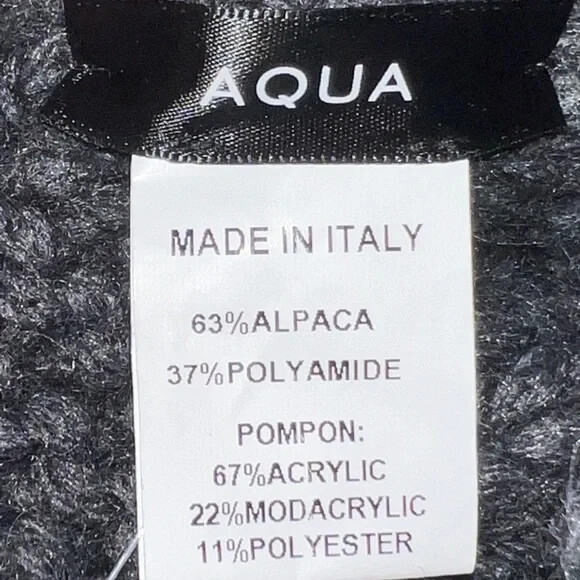 AQUA
MADE IN ITALY
63%ALPACA
37%POLYAMIDE
POMPON:
67%ACRYLIC
22%MODACRYLIC
11%POLYESTER